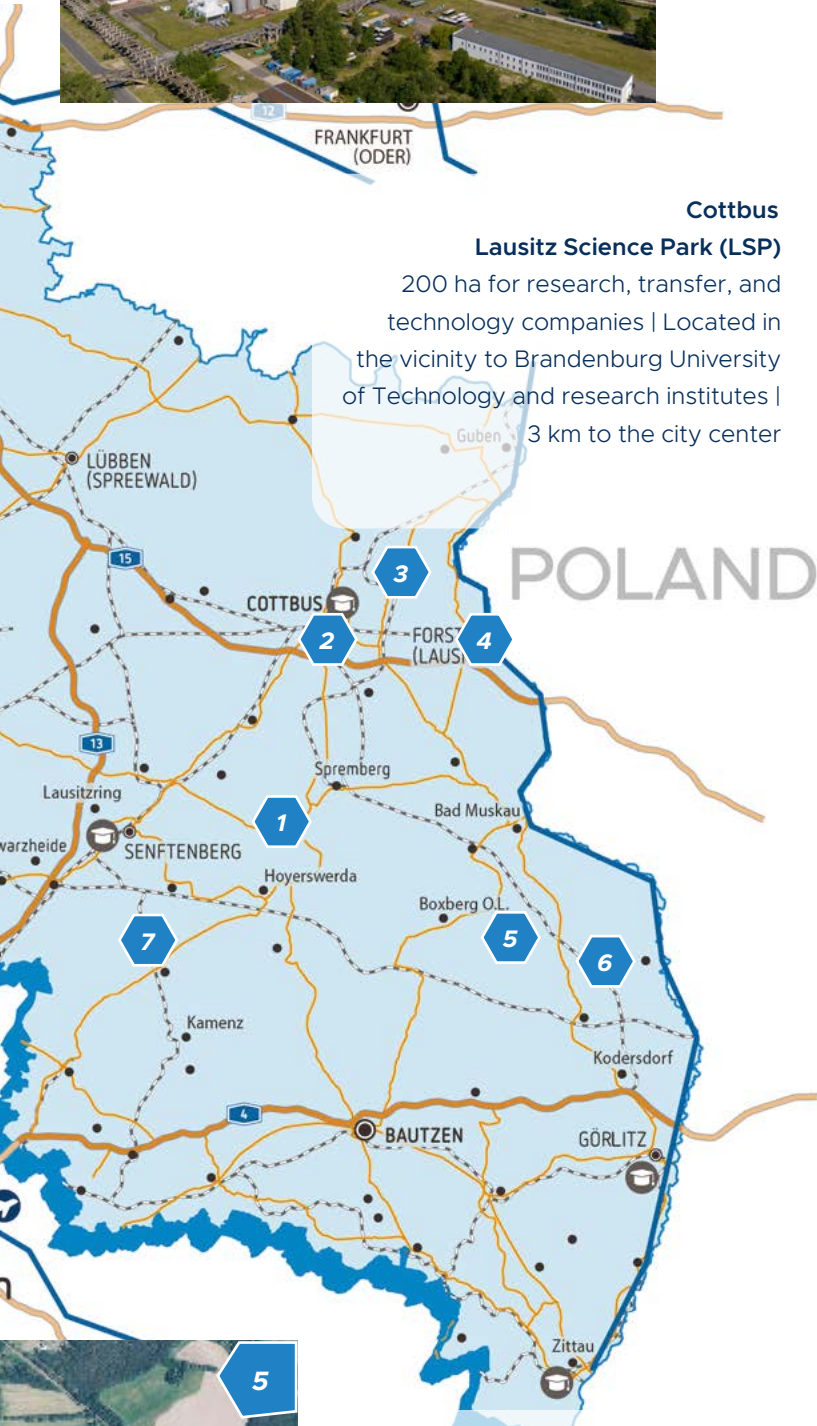 12
FRANKFURT
(ODER)
Cottbus
Lausitz Science Park (LSP)
200 ha for research, transfer, and
technology companies | Located in
the vicinity to Brandenburg University
of Technology and research institutes |
3 km to the city center
Guben
LÜBBEN
(SPREEWALD)
15
POLAND
3
COTTBUS
2
FORST
(LAUSI
4
13
Spremberg
Lausitzring
1
Bad Muskau
warzheide
SENFTENBERG
Hoyerswerda
Boxberg O.L.
7
5
6
Kamenz
Kodersdorf
4
BAUTZEN
GÖRLITZ
n
Zittau
5